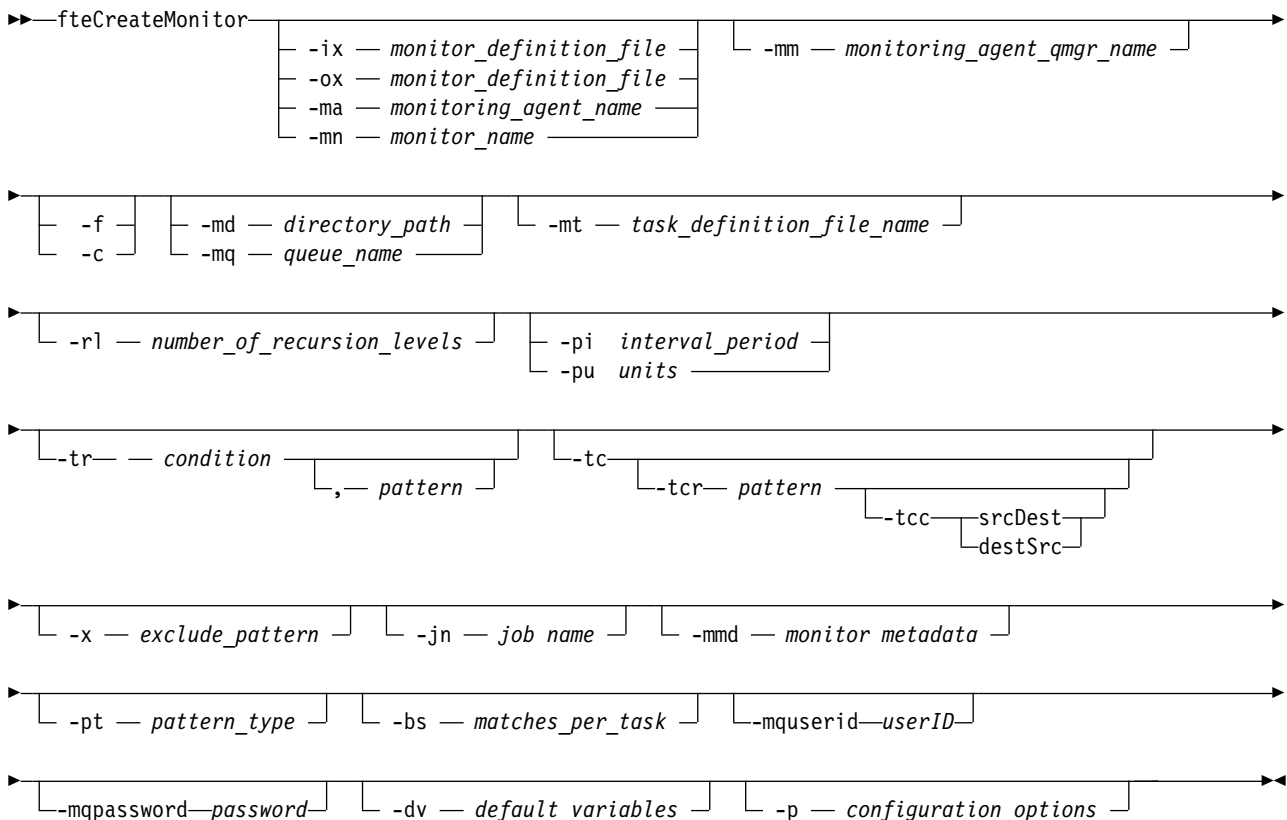 fteCreateMonitor
-ix monitor_definition_file -mm monitoring_agent_qmgr_name
-ox monitor_definition_file
-ma monitoring_agent_name
-mn monitor_name
-f -md directory_path -mt task_definition_file_name
-c -mq queue_name
-rl number_of_recursion_levels -pi interval_period
-pu units
-tr condition -tc
, pattern -tcr pattern
-tcc srcDest
destSrc
-x exclude_pattern -jn job name -mmd monitor metadata
-pt pattern_type -bs matches_per_task -mquserid userID
-mqpassword password -dv default variables -p configuration options